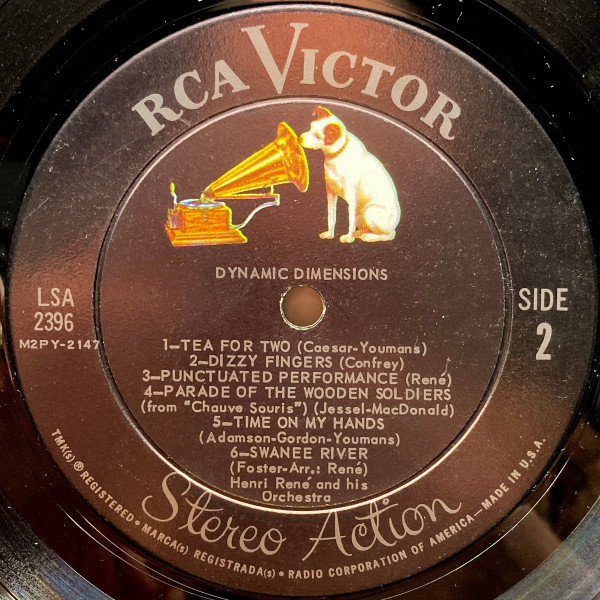 RCA VICTOR
DYNAMIC DIMENSIONS
LSA
2396
M2PY-2147
SIDE
2
1—TEA FOR TWO (Caesar-Youmans)
2—DIZZY FINGERS (Confrey)
3—PUNCTUATED PERFORMANCE (René)
4—PARADE OF THE WOODEN SOLDIERS
(from "Chauve Souris") (Jessel-MacDonald)
5—TIME ON MY HANDS
(Adamson-Gordon-Youmans)
6—SWANEE RIVER
(Foster-Arr.: René)
Henri René and his
Orchestra
Stereo Action
TMK(s) ® REGISTERED • MARCA(s) REGISTRADA(s) • RADIO CORPORATION OF AMERICA—MADE IN U.S.A.